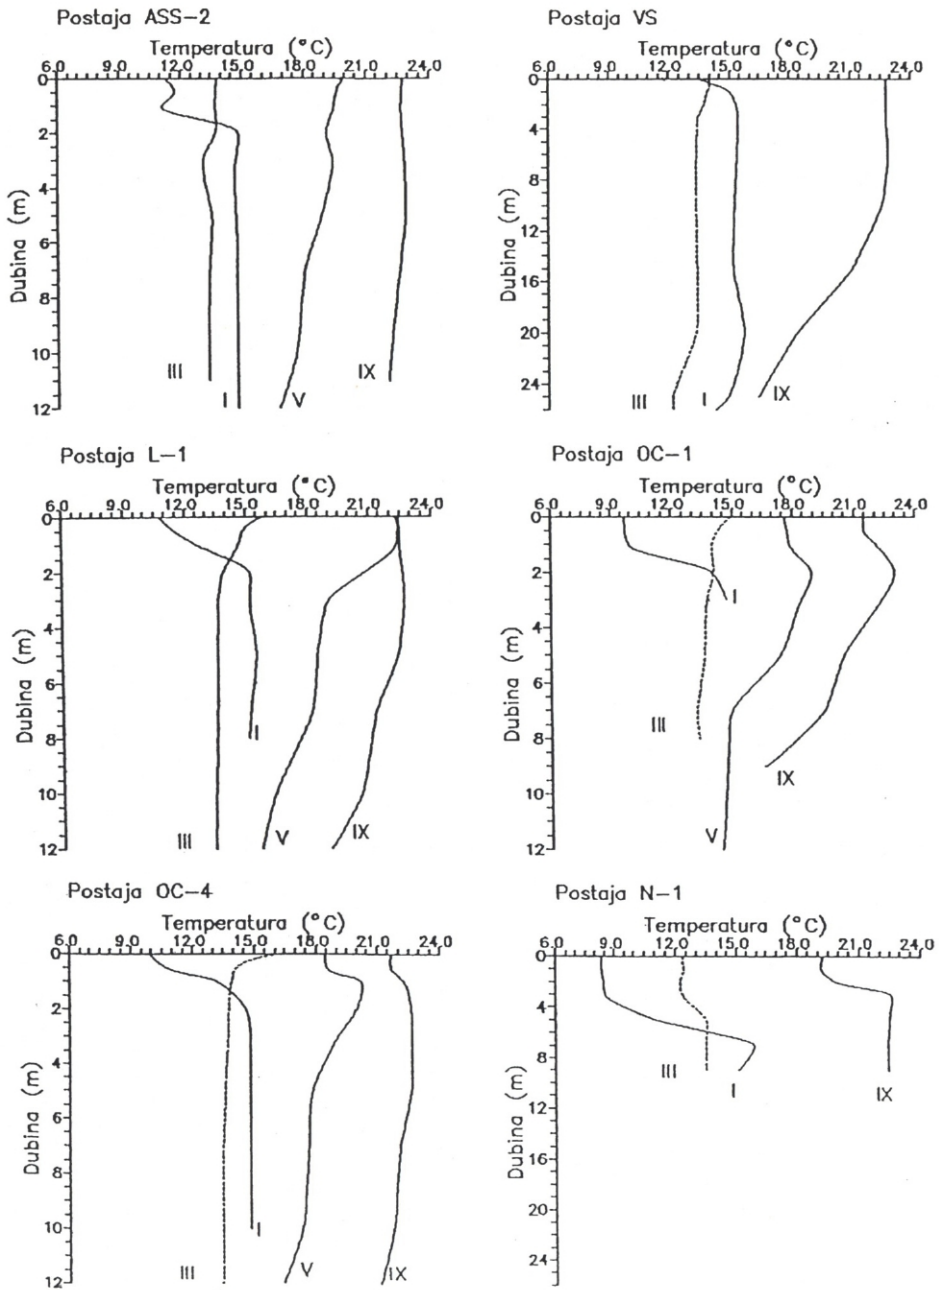 Postaja ASS-2
Temperatura (°C)
6.0 9.0 12.0 15.0 18.0 21.0 24.0
0
2
4
6
8
10
12
Dubina (m)
III
I
V
IX
Postaja VS
Temperatura (°C)
6.0 9.0 12.0 15.0 18.0 21.0 24.0
0
4
8
12
16
20
24
Dubina (m)
III
I
IX
Postaja L-1
Temperatura (°C)
6.0 9.0 12.0 15.0 18.0 21.0 24.0
0
2
4
6
8
10
12
Dubina (m)
I
III
V
IX
Postaja OC-1
Temperatura (°C)
6.0 9.0 12.0 15.0 18.0 21.0 24.0
0
2
4
6
8
10
12
Dubina (m)
I
III
IX
V
Postaja OC-4
Temperatura (°C)
6.0 9.0 12.0 15.0 18.0 21.0 24.0
0
2
4
6
8
10
12
Dubina (m)
I
III
V
IX
Postaja N-1
Temperatura (°C)
6.0 9.0 12.0 15.0 18.0 21.0 24.0
0
4
8
12
16
20
24
Dubina (m)
III
I
IX